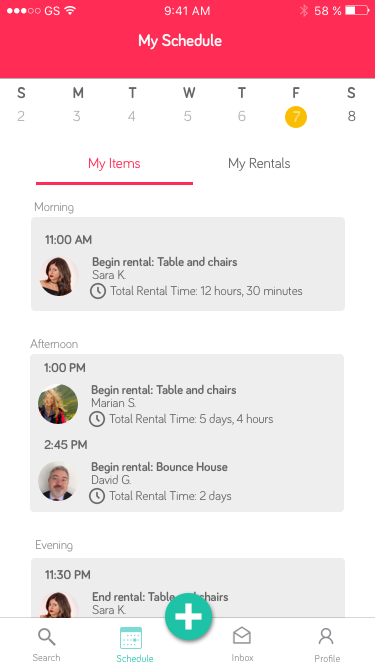 GS 9:41 AM 58 %
My Schedule
S M T W T F S
2 3 4 5 6 7 8
My Items My Rentals
Morning
11:00 AM
Begin rental: Table and chairs
Sara K.
Total Rental Time: 12 hours, 30 minutes
Afternoon
1:00 PM
Begin rental: Table and chairs
Marian S.
Total Rental Time: 5 days, 4 hours
2:45 PM
Begin rental: Bounce House
David G.
Total Rental Time: 2 days
Evening
11:30 PM
End rental: Table and chairs
Sara K.
Search Schedule Inbox Profile